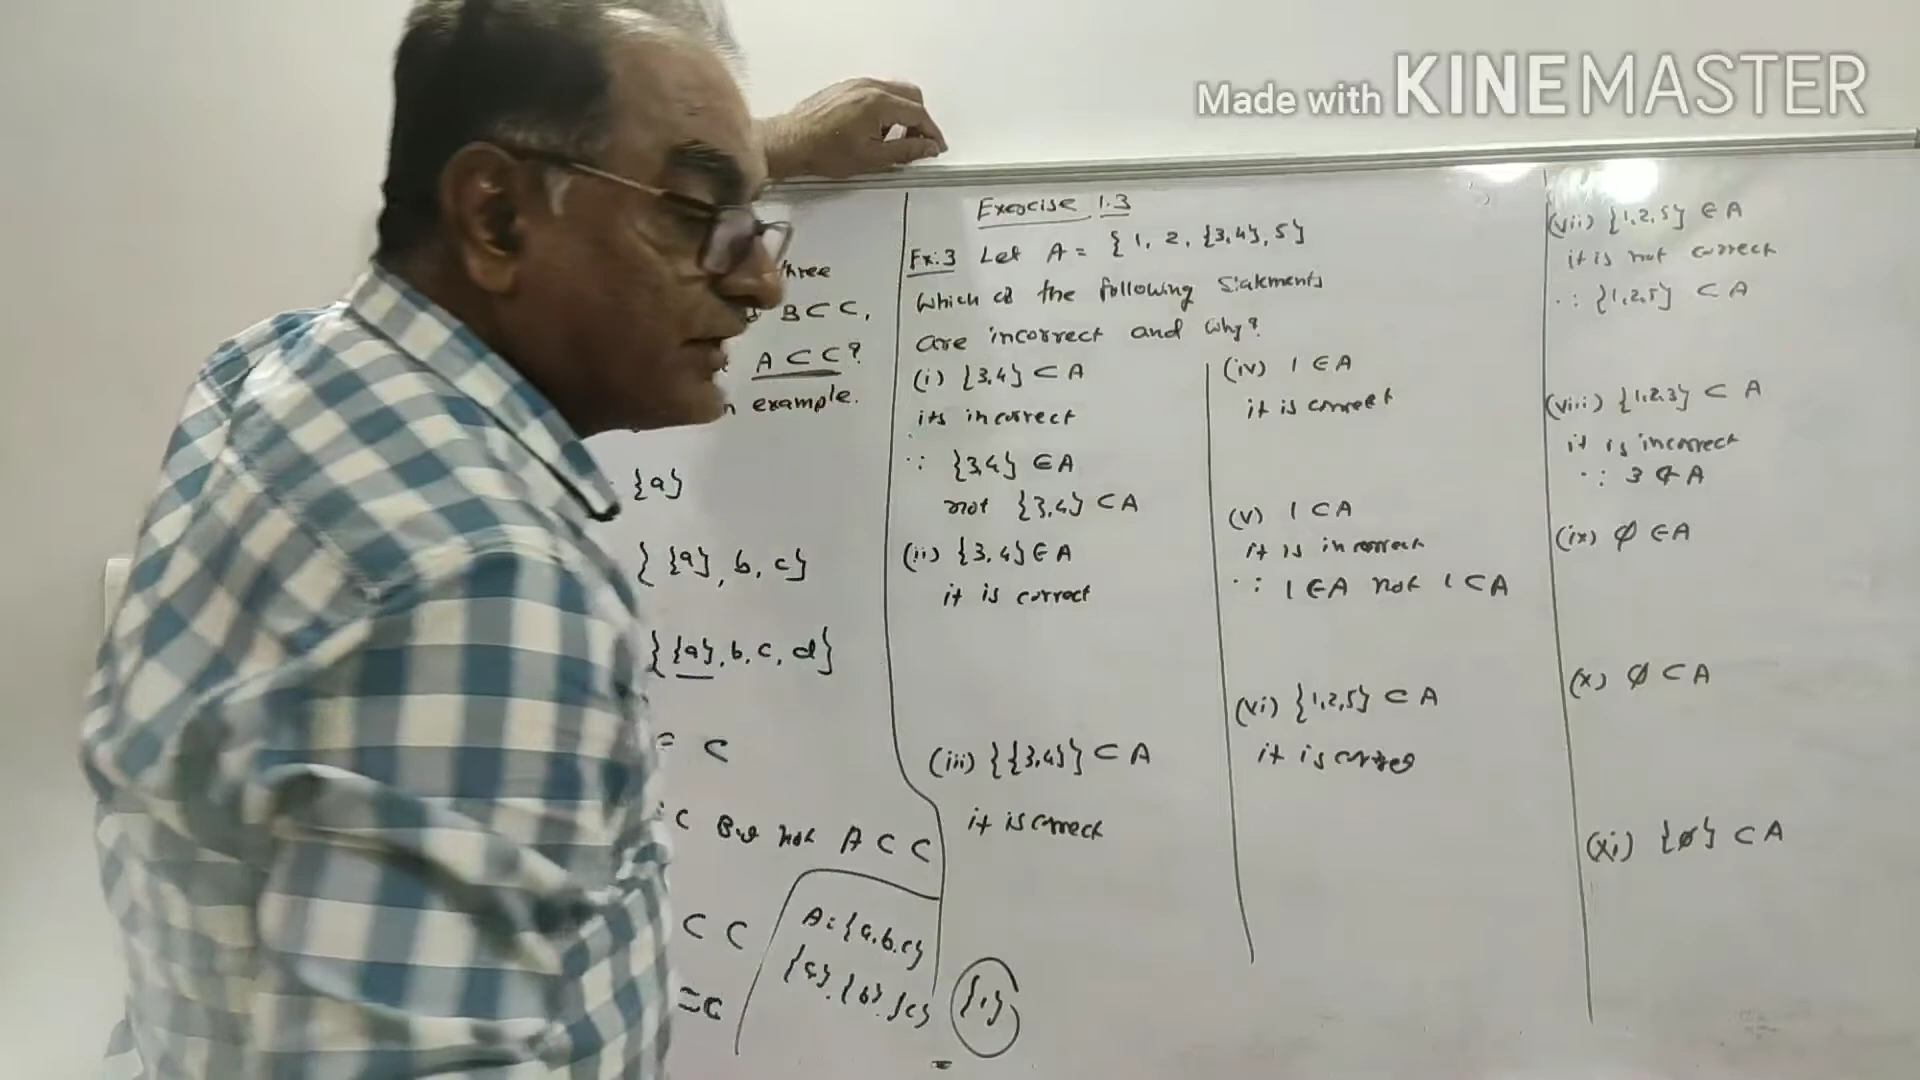 Made with KINEMASTER
three
B ⊂ C,
A ⊂ C?
example.
{a}
{ {a}, b, c}
{{a}, b, c, d}
= C
C But not A ⊂ C
⊂ C
A = {a, b, c}
{a}, {b}, {c}
{1}
Exercise 1.3
Ex:3 Let A = { 1, 2, {3,4}, 5}
which of the following Statements
are incorrect and why?
(i) {3,4} ⊂ A
its incorrect
∵ {3,4} ∈ A
not {3,4} ⊂ A
(ii) {3,4} ∈ A
it is correct
(iii) {{3,4}} ⊂ A
it is correct
(iv) 1 ∈ A
it is correct
(v) 1 ⊂ A
it is incorrect
∵ 1 ∈ A not 1 ⊂ A
(vi) {1,2,5} ⊂ A
it is
(vii) {1,2,5} ∈ A
it is not correct
∵ {1,2,5} ⊂ A
(viii) {1,2,3} ⊂ A
it is incorrect
∵ 3 ∉ A
(ix) φ ∈ A
(x) φ ⊂ A
(xi) {φ} ⊂ A